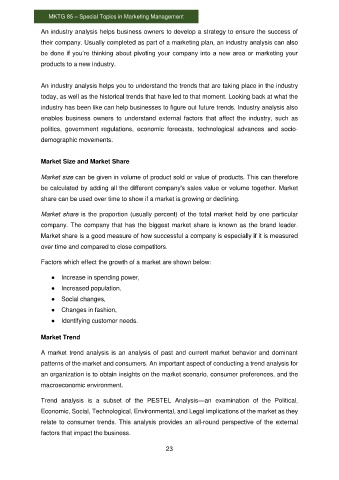 MKTG 85 – Special Topics in Marketing Management
An industry analysis helps business owners to develop a strategy to ensure the success of
their company. Usually completed as part of a marketing plan, an industry analysis can also
be done if you're thinking about pivoting your company into a new area or marketing your
products to a new industry.
An industry analysis helps you to understand the trends that are taking place in the industry
today, as well as the historical trends that have led to that moment. Looking back at what the
industry has been like can help businesses to figure out future trends. Industry analysis also
enables business owners to understand external factors that affect the industry, such as
politics, government regulations, economic forecasts, technological advances and socio-
demographic movements.
Market Size and Market Share
Market size can be given in volume of product sold or value of products. This can therefore
be calculated by adding all the different company's sales value or volume together. Market
share can be used over time to show if a market is growing or declining.
Market share is the proportion (usually percent) of the total market held by one particular
company. The company that has the biggest market share is known as the brand leader.
Market share is a good measure of how successful a company is especially if it is measured
over time and compared to close competitors.
Factors which effect the growth of a market are shown below:
● Increase in spending power,
● Increased population,
● Social changes,
● Changes in fashion,
● Identifying customer needs.
Market Trend
A market trend analysis is an analysis of past and current market behavior and dominant
patterns of the market and consumers. An important aspect of conducting a trend analysis for
an organization is to obtain insights on the market scenario, consumer preferences, and the
macroeconomic environment.
Trend analysis is a subset of the PESTEL Analysis—an examination of the Political,
Economic, Social, Technological, Environmental, and Legal implications of the market as they
relate to consumer trends. This analysis provides an all-round perspective of the external
factors that impact the business.
23